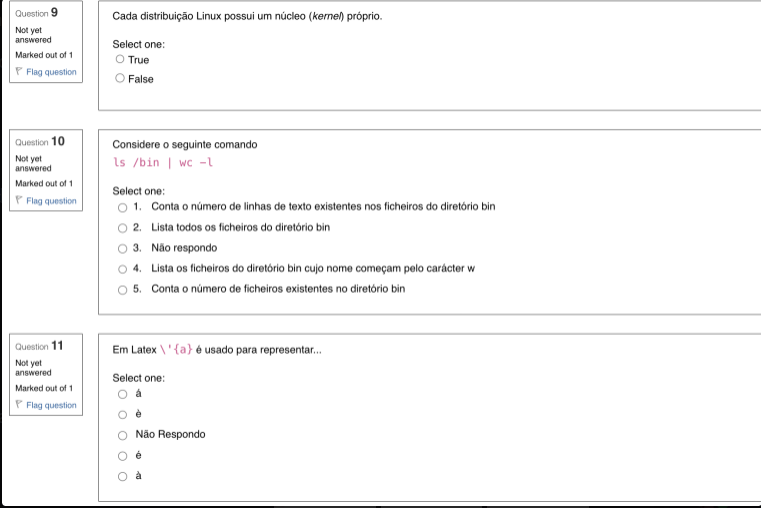 Question 9
Not yet
answered
Marked out of 1
Flag question
Cada distribuição Linux possui um núcleo (kernel) próprio.
Select one:
True
False
Question 10
Not yet
answered
Marked out of 1
Flag question
Considere o seguinte comando
ls /bin | wc -l
Select one:
1. Conta o número de linhas de texto existentes nos ficheiros do diretório bin
2. Lista todos os ficheiros do diretório bin
3. Não respondo
4. Lista os ficheiros do diretório bin cujo nome começam pelo carácter w
5. Conta o número de ficheiros existentes no diretório bin
Question 11
Not yet
answered
Marked out of 1
Flag question
Em Latex \'{a} é usado para representar...
Select one:
á
è
Não Respondo
é
à